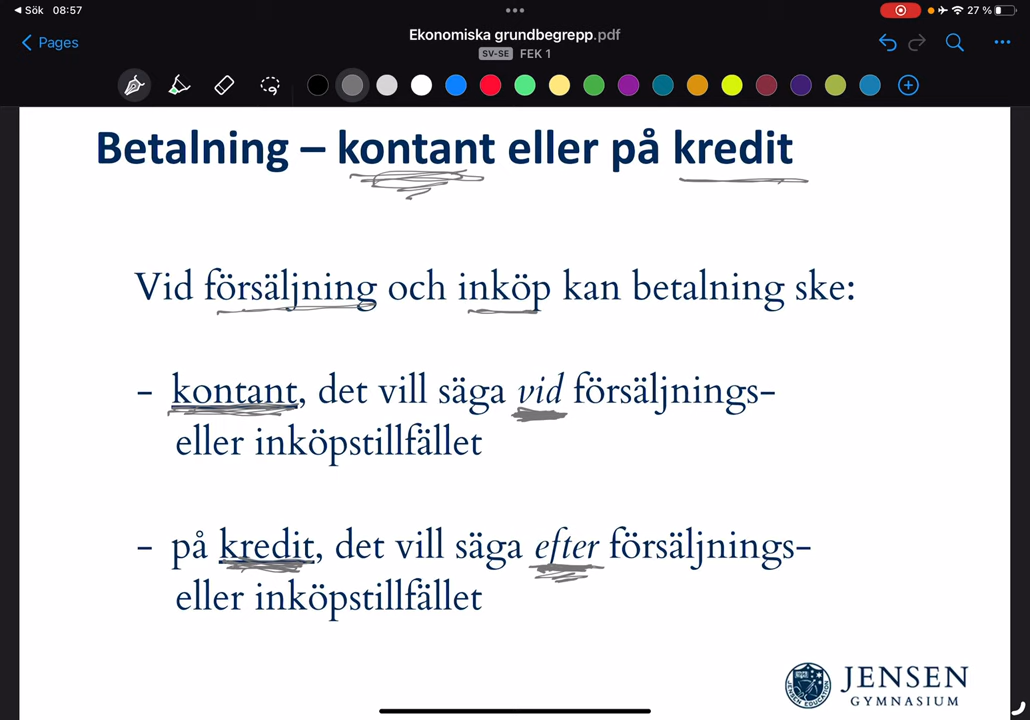 Sök 08:57
27 %
Pages
Ekonomiska grundbegrepp.pdf
SV-SE FEK 1
Betalning – kontant eller på kredit
Vid försäljning och inköp kan betalning ske:
- kontant, det vill säga vid försäljnings-
eller inköpstillfället
- på kredit, det vill säga efter försäljnings-
eller inköpstillfället
JENSEN
GYMNASIUM
JENSEN EDUCATION